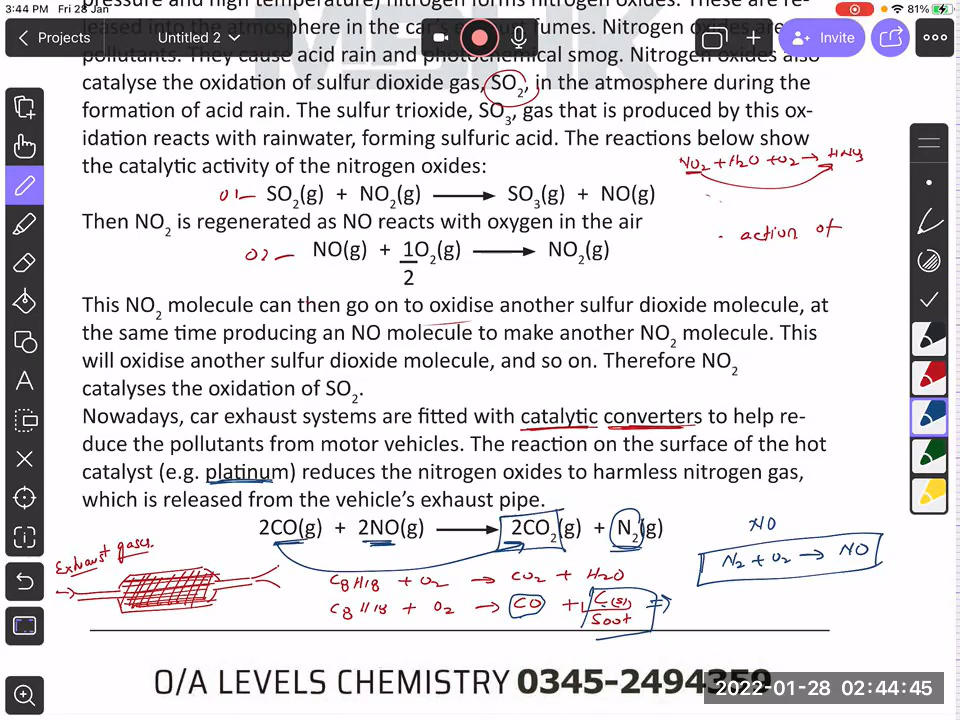 3:44 PM Fri 28 Jan 81%
pressure and high temperature) nitrogen forms nitrogen oxides. These are re-
leased into the atmosphere in the car's exhaust fumes. Nitrogen oxides are
Projects Untitled 2 Invite
pollutants. They cause acid rain and photochemical smog. Nitrogen oxides also
catalyse the oxidation of sulfur dioxide gas, SO2, in the atmosphere during the
formation of acid rain. The sulfur trioxide, SO3, gas that is produced by this ox-
idation reacts with rainwater, forming sulfuric acid. The reactions below show
the catalytic activity of the nitrogen oxides:
NO2 + H2O + O2 → HNO3
01 — SO2(g) + NO2(g) ⟶ SO3(g) + NO(g)
Then NO2 is regenerated as NO reacts with oxygen in the air
. action of
02 — NO(g) + 1/2 O2(g) ⟶ NO2(g)
This NO2 molecule can then go on to oxidise another sulfur dioxide molecule, at
the same time producing an NO molecule to make another NO2 molecule. This
will oxidise another sulfur dioxide molecule, and so on. Therefore NO2
catalyses the oxidation of SO2.
Nowadays, car exhaust systems are fitted with catalytic converters to help re-
duce the pollutants from motor vehicles. The reaction on the surface of the hot
catalyst (e.g. platinum) reduces the nitrogen oxides to harmless nitrogen gas,
which is released from the vehicle's exhaust pipe.
2CO(g) + 2NO(g) ⟶ 2CO2(g) + N2(g)
NO
N2 + O2 → NO
Exhaust gases
C8H18 + O2 → CO2 + H2O
C8H18 + O2 → CO + C(s) ⇒
Soot
O/A LEVELS CHEMISTRY 0345-2494359
2022-01-28 02:44:45